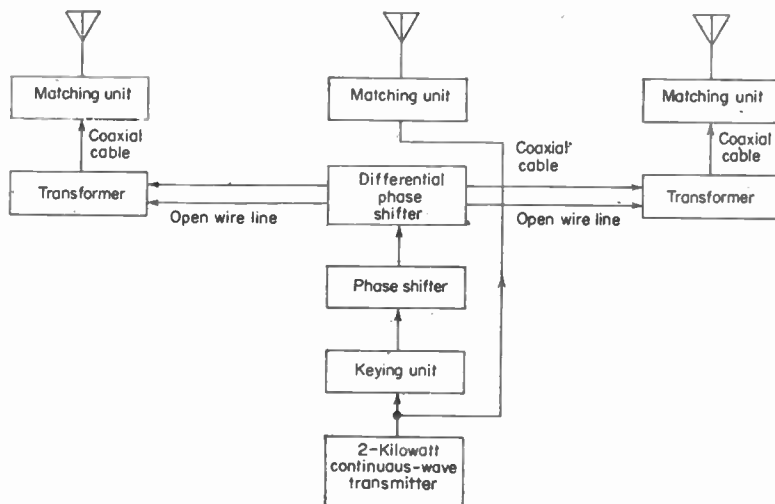 Matching unit
Matching unit
Matching unit
Coaxial
cable
Coaxial
cable
Coaxial
cable
Transformer
Differential
phase
shifter
Transformer
Open wire line
Open wire line
Phase shifter
Keying unit
2-Kilowatt
continuous-wave
transmitter